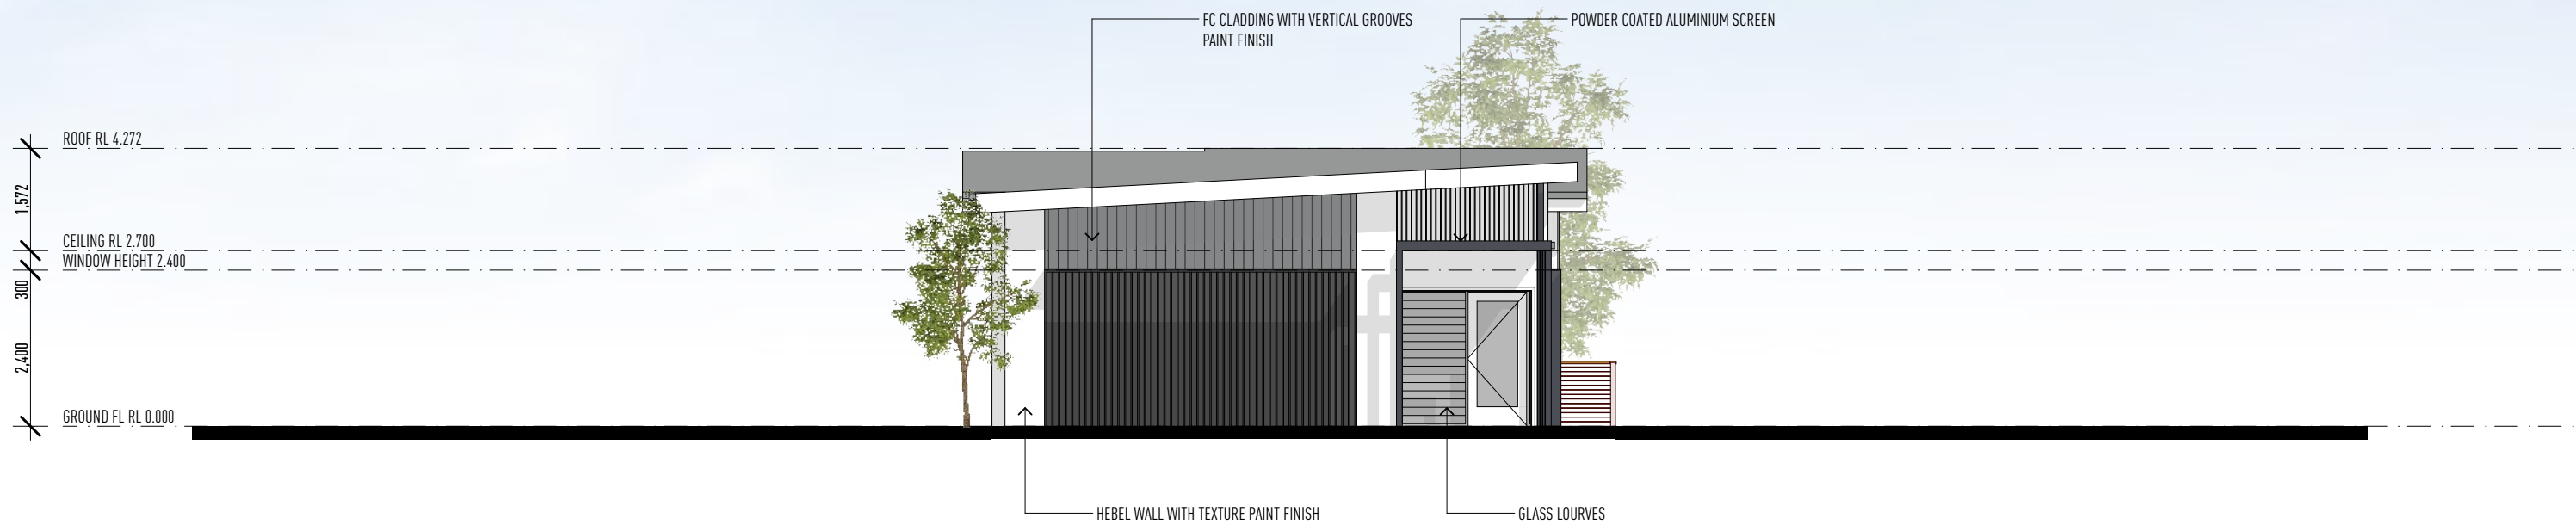 FC CLADDING WITH VERTICAL GROOVES
PAINT FINISH
POWDER COATED ALUMINIUM SCREEN
ROOF RL 4.272
1,572
CEILING RL 2.700
WINDOW HEIGHT 2.400
300
2,400
GROUND FL RL 0.000
HEBEL WALL WITH TEXTURE PAINT FINISH
GLASS LOURVES